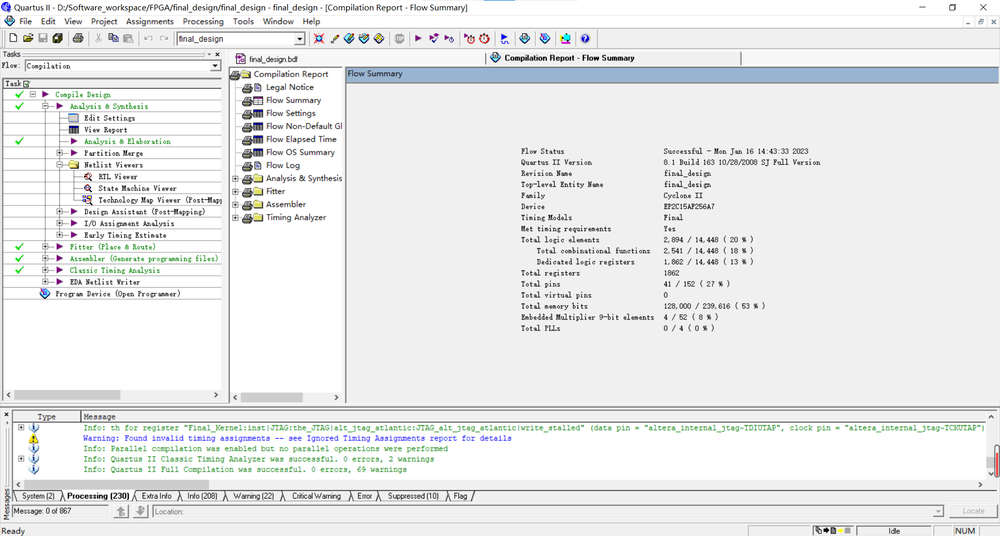 Quartus II - D:/Software_workspace/FPGA/final_design/final_design - final_design - [Compilation Report - Flow Summary]
File Edit View Project Assignments Processing Tools Window Help
final_design
STOP
Tasks
Flow: Compilation
Task
Compile Design
Analysis & Synthesis
Edit Settings
View Report
Analysis & Elaboration
Partition Merge
Netlist Viewers
RTL Viewer
State Machine Viewer
Technology Map Viewer (Post-Mapp
Design Assistant (Post-Mapping)
I/O Assignment Analysis
Early Timing Estimate
Fitter (Place & Route)
Assembler (Generate programming files)
Classic Timing Analysis
EDA Netlist Writer
Program Device (Open Programmer)
final_design.bdf
Compilation Report - Flow Summary
Compilation Report
Legal Notice
Flow Summary
Flow Settings
Flow Non-Default Gl
Flow Elapsed Time
Flow OS Summary
Flow Log
Analysis & Synthesis
Fitter
Assembler
Timing Analyzer
Flow Summary
Flow Status Successful - Mon Jan 16 14:43:33 2023
Quartus II Version 8.1 Build 163 10/28/2008 SJ Full Version
Revision Name final_design
Top-level Entity Name final_design
Family Cyclone II
Device EP2C15AF256A7
Timing Models Final
Met timing requirements Yes
Total logic elements 2,894 / 14,448 ( 20 % )
Total combinational functions 2,541 / 14,448 ( 18 % )
Dedicated logic registers 1,862 / 14,448 ( 13 % )
Total registers 1862
Total pins 41 / 152 ( 27 % )
Total virtual pins 0
Total memory bits 128,000 / 239,616 ( 53 % )
Embedded Multiplier 9-bit elements 4 / 52 ( 8 % )
Total PLLs 0 / 4 ( 0 % )
Type Message
Info: th for register "Final_Kernel:inst|JTAG:the_JTAG|alt_jtag_atlantic:JTAG_alt_jtag_atlantic|write_stalled" (data pin = "altera_internal_jtag~TDIUTAP", clock pin = "altera_internal_jtag~TCKUTAP")
Warning: Found invalid timing assignments -- see Ignored Timing Assignments report for details
Info: Parallel compilation was enabled but no parallel operations were performed
Info: Quartus II Classic Timing Analyzer was successful. 0 errors, 2 warnings
Info: Quartus II Full Compilation was successful. 0 errors, 69 warnings
System (2) Processing (230) Extra Info Info (208) Warning (22) Critical Warning Error Suppressed (10) Flag
Messages
Message: 0 of 867 Location: Locate
Ready Idle NUM